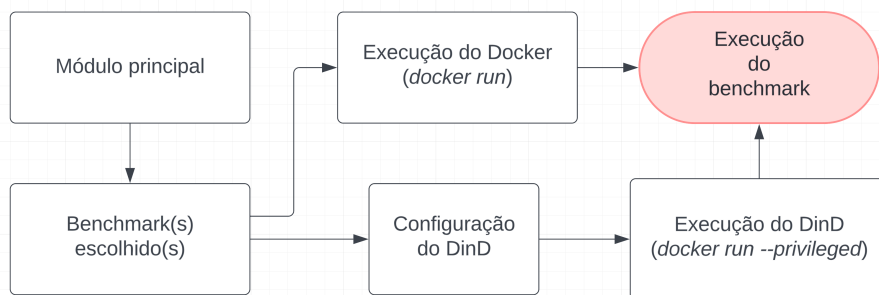 Módulo principal
Execução do Docker
(docker run)
Execução
do
benchmark
Benchmark(s)
escolhido(s)
Configuração
do DinD
Execução do DinD
(docker run --privileged)